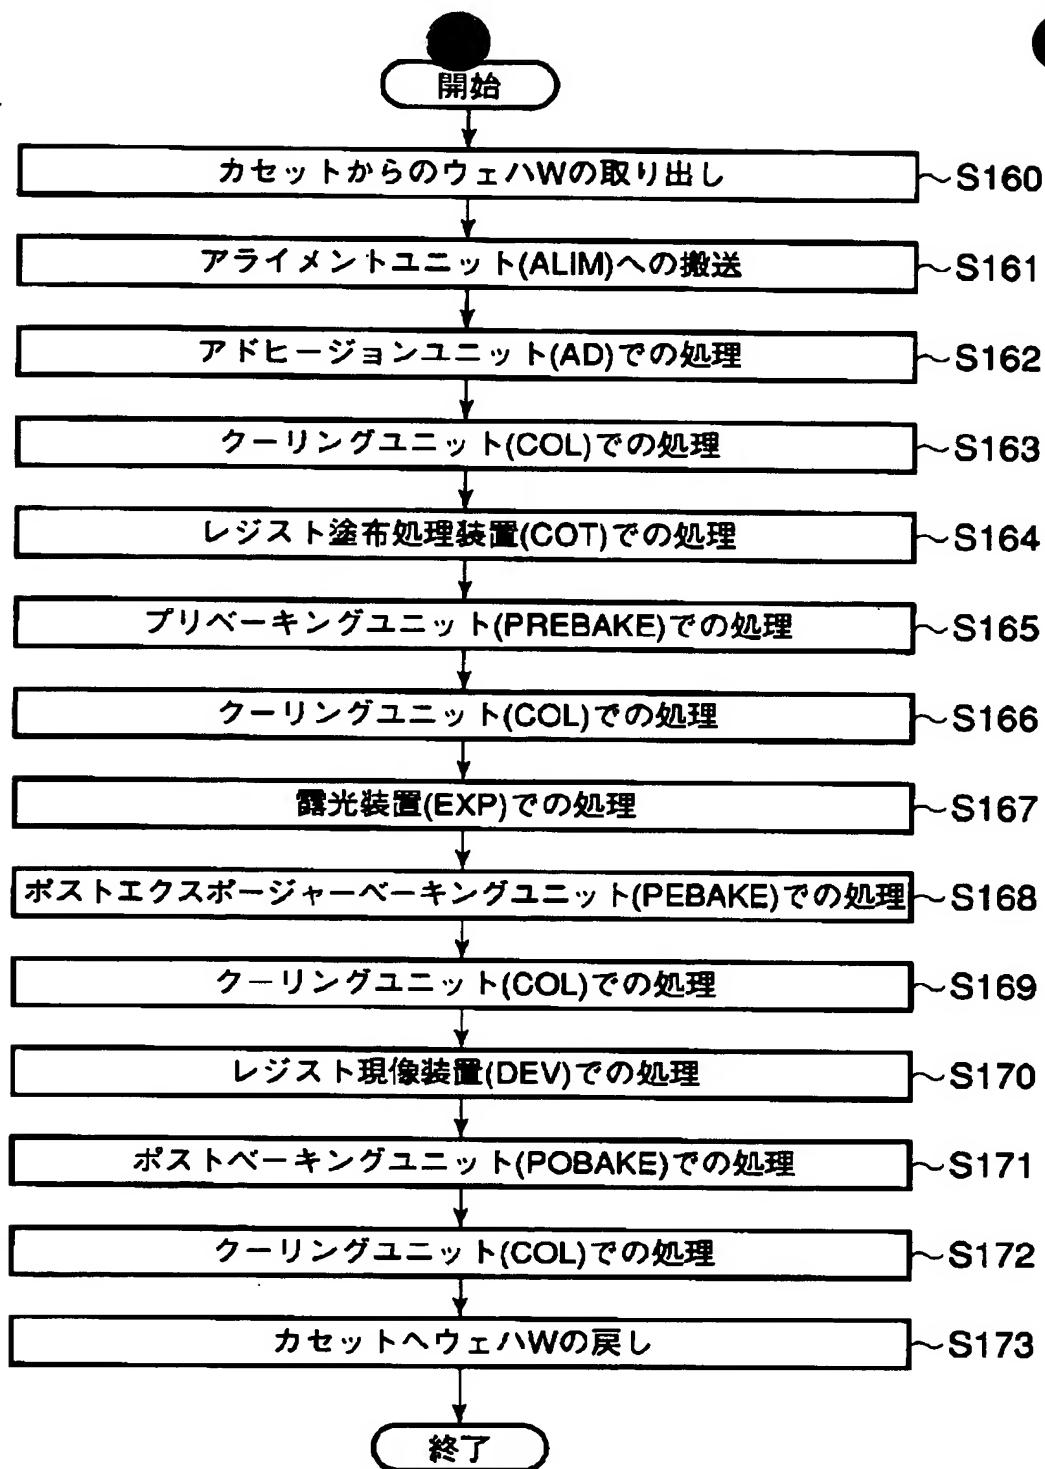 開始
カセットからのウェハWの取り出し ~S160
アライメントユニット(ALIM)への搬送 ~S161
アドヒージョンユニット(AD)での処理 ~S162
クーリングユニット(COL)での処理 ~S163
レジスト塗布処理装置(COT)での処理 ~S164
プリベーキングユニット(PREBAKE)での処理 ~S165
クーリングユニット(COL)での処理 ~S166
露光装置(EXP)での処理 ~S167
ポストエクスポージャーベーキングユニット(PEBAKE)での処理 ~S168
クーリングユニット(COL)での処理 ~S169
レジスト現像装置(DEV)での処理 ~S170
ポストベーキングユニット(POBAKE)での処理 ~S171
クーリングユニット(COL)での処理 ~S172
カセットへウェハWの戻し ~S173
終了